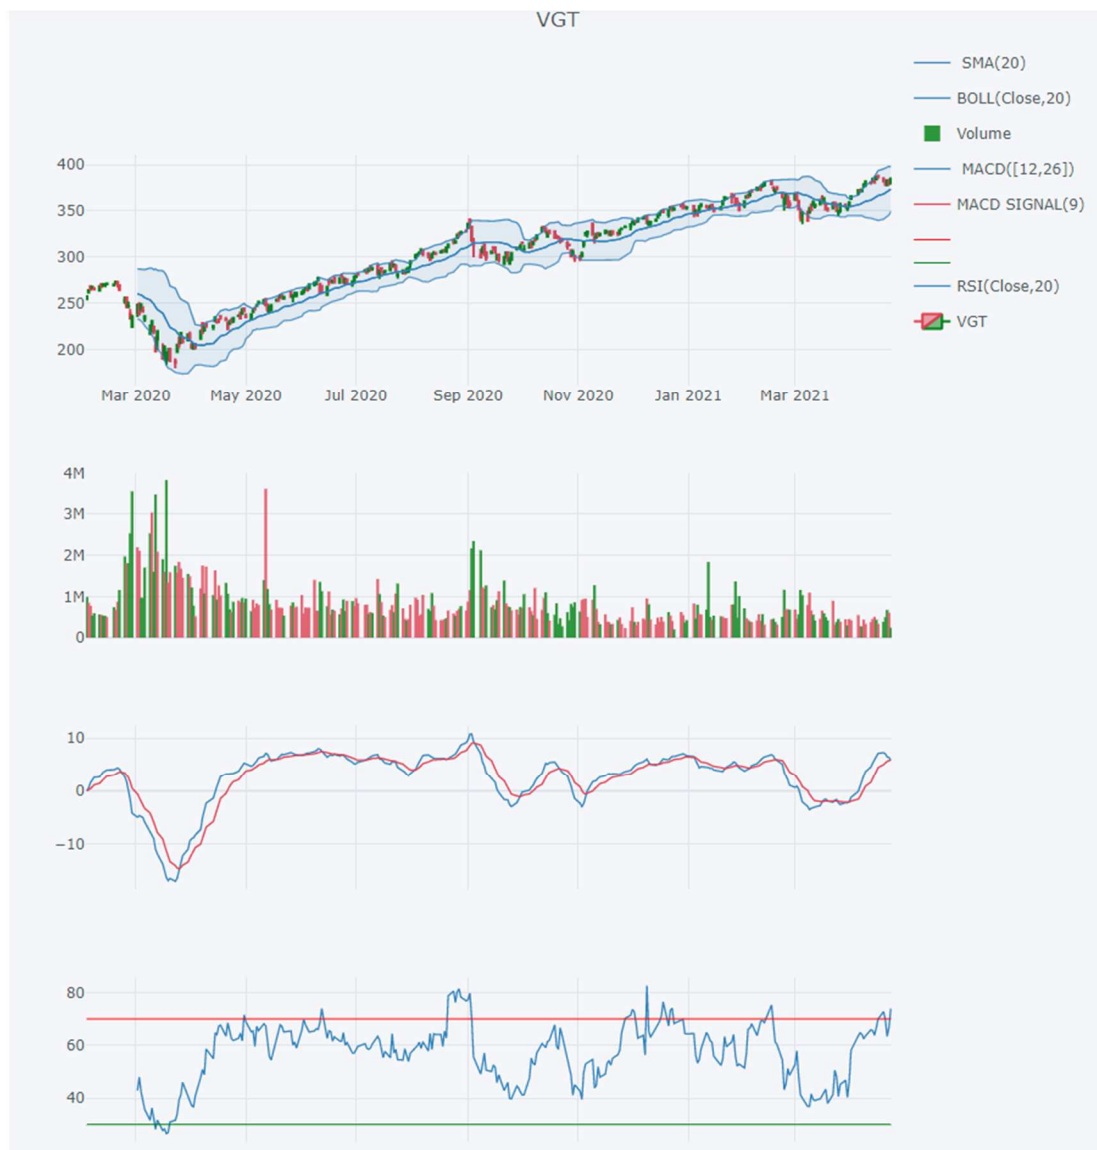 VGT
SMA(20)
BOLL(Close,20)
Volume
MACD([12,26])
MACD SIGNAL(9)
RSI(Close,20)
VGT
400
350
300
250
200
Mar 2020 May 2020 Jul 2020 Sep 2020 Nov 2020 Jan 2021 Mar 2021
4M
3M
2M
1M
0
10
0
−10
80
60
40